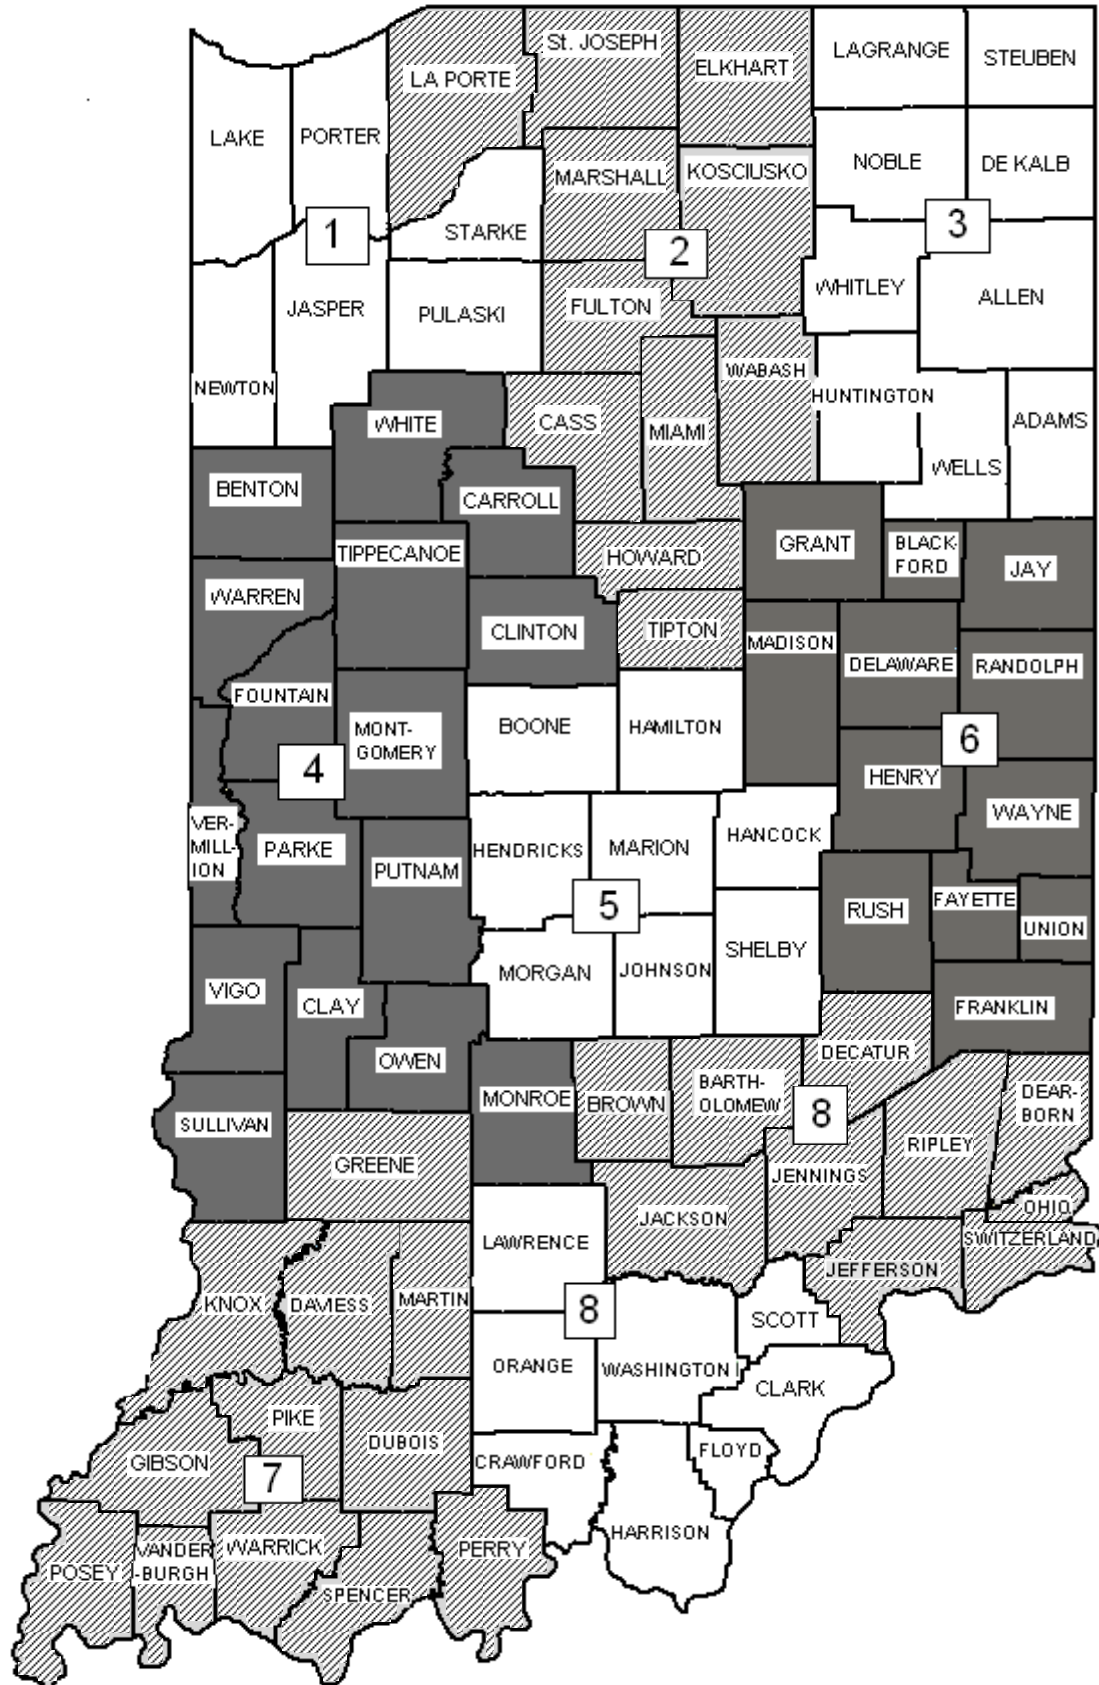 St. JOSEPH
LA PORTE
ELKHART
LAGRANGE
STEUBEN
LAKE
PORTER
MARSHALL
KOSCIUSKO
NOBLE
DE KALB
STARKE
1
2
3
JASPER
PULASKI
FULTON
WHITLEY
ALLEN
NEWTON
WHITE
CASS
MIAMI
WABASH
HUNTINGTON
WELLS
ADAMS
BENTON
CARROLL
TIPPECANOE
HOWARD
GRANT
BLACK-
FORD
JAY
WARREN
CLINTON
TIPTON
MADISON
DELAWARE
RANDOLPH
FOUNTAIN
MONT-
GOMERY
BOONE
HAMILTON
4
6
HENRY
WAYNE
VER-
MILL-
ION
PARKE
PUTNAM
HENDRICKS
MARION
HANCOCK
5
RUSH
FAYETTE
UNION
VIGO
CLAY
MORGAN
JOHNSON
SHELBY
FRANKLIN
OWEN
MONROE
BROWN
BARTH-
OLOMEW
DECATUR
8
DEAR-
BORN
SULLIVAN
GREENE
RIPLEY
JENNINGS
JACKSON
OHIO
SWITZERLAND
LAWRENCE
JEFFERSON
KNOX
DAVIESS
MARTIN
8
SCOTT
ORANGE
WASHINGTON
CLARK
PIKE
DUBOIS
GIBSON
7
CRAWFORD
FLOYD
HARRISON
POSEY
VANDER
-BURGH
WARRICK
SPENCER
PERRY